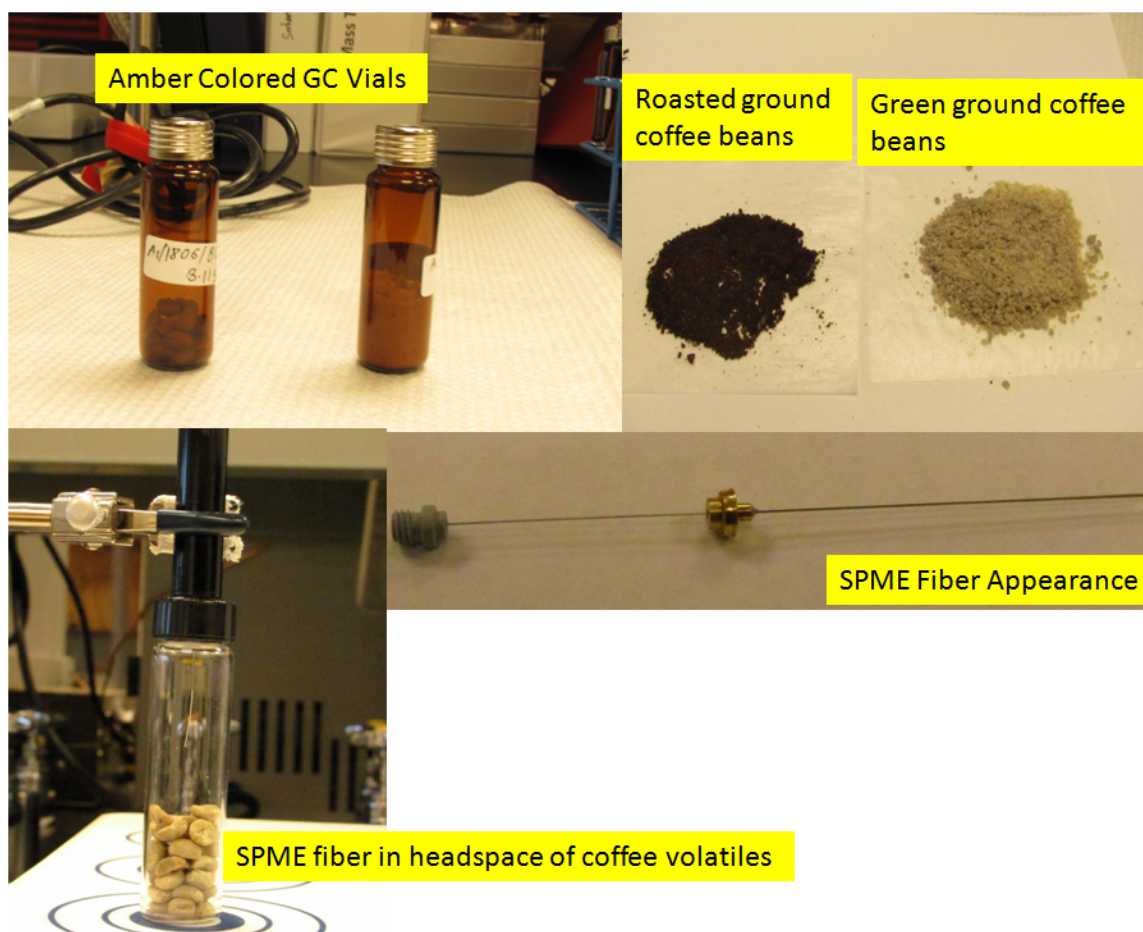 Mass
Amber Colored GC Vials
Roasted ground
coffee beans
Green ground coffee
beans
SPME Fiber Appearance
SPME fiber in headspace of coffee volatiles